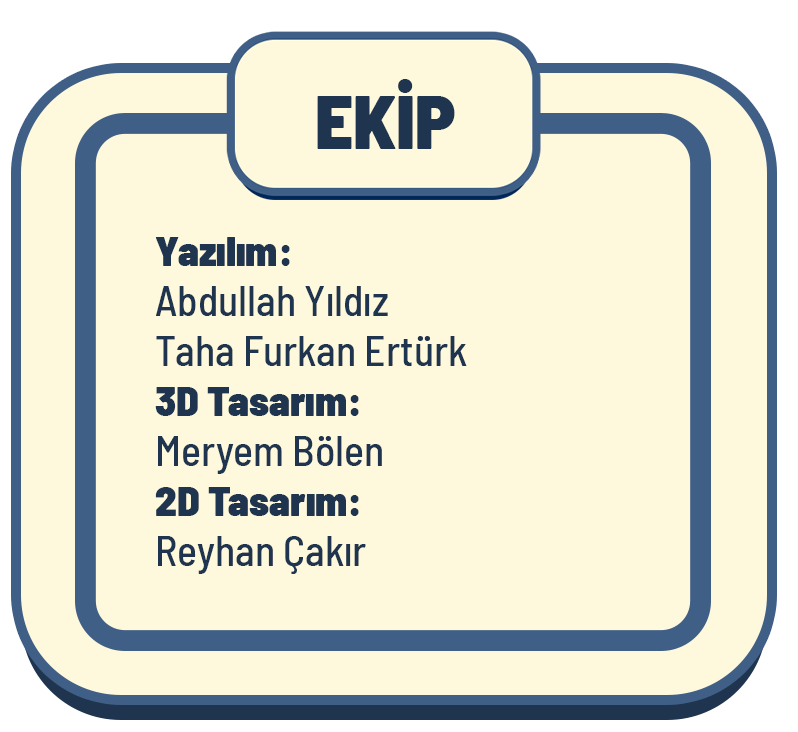 EKİP
Yazılım:
Abdullah Yıldız
Taha Furkan Ertürk
3D Tasarım:
Meryem Bölen
2D Tasarım:
Reyhan Çakır